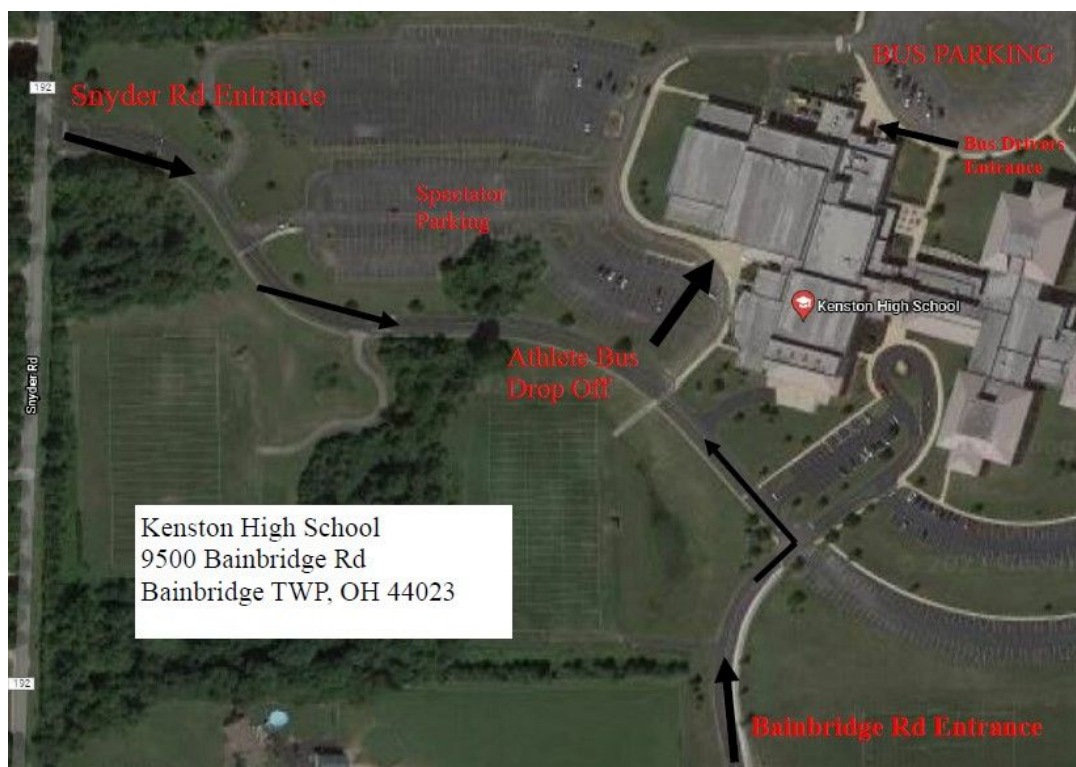 BUS PARKING
192
Snyder Rd Entrance
Bus Drivers
Entrance
Spectator
Parking
Kenston High School
Athlete Bus
Drop Off
Snyder Rd
Kenston High School
9500 Bainbridge Rd
Bainbridge TWP, OH 44023
192
Bainbridge Rd Entrance